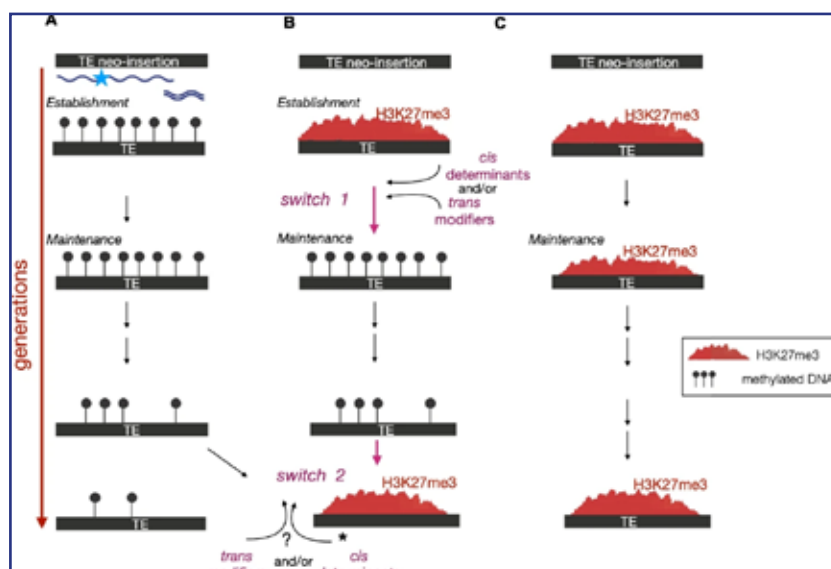 A
TE neo-insertion
Establishment
TE
Maintenance
TE
TE
TE
generations
B
TE neo-insertion
Establishment
H3K27me3
TE
cis
determinants
and/or
trans
modifiers
switch 1
Maintenance
TE
TE
switch 2
H3K27me3
TE
?
*
trans
and/or
cis
C
TE neo-insertion
H3K27me3
TE
Maintenance
H3K27me3
TE
H3K27me3
TE
H3K27me3
methylated DNA